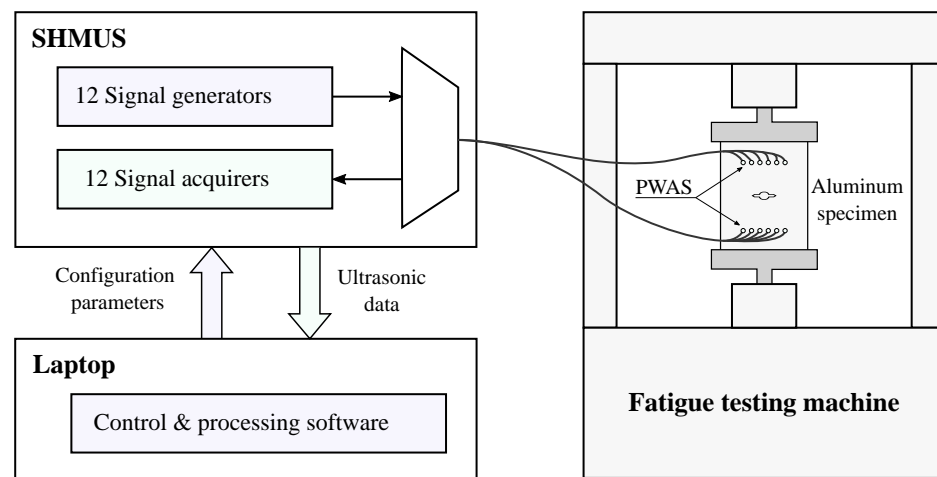 SHMUS
12 Signal generators
12 Signal acquirers
Configuration
parameters
Ultrasonic
data
Laptop
Control & processing software
PWAS
Aluminum
specimen
Fatigue testing machine